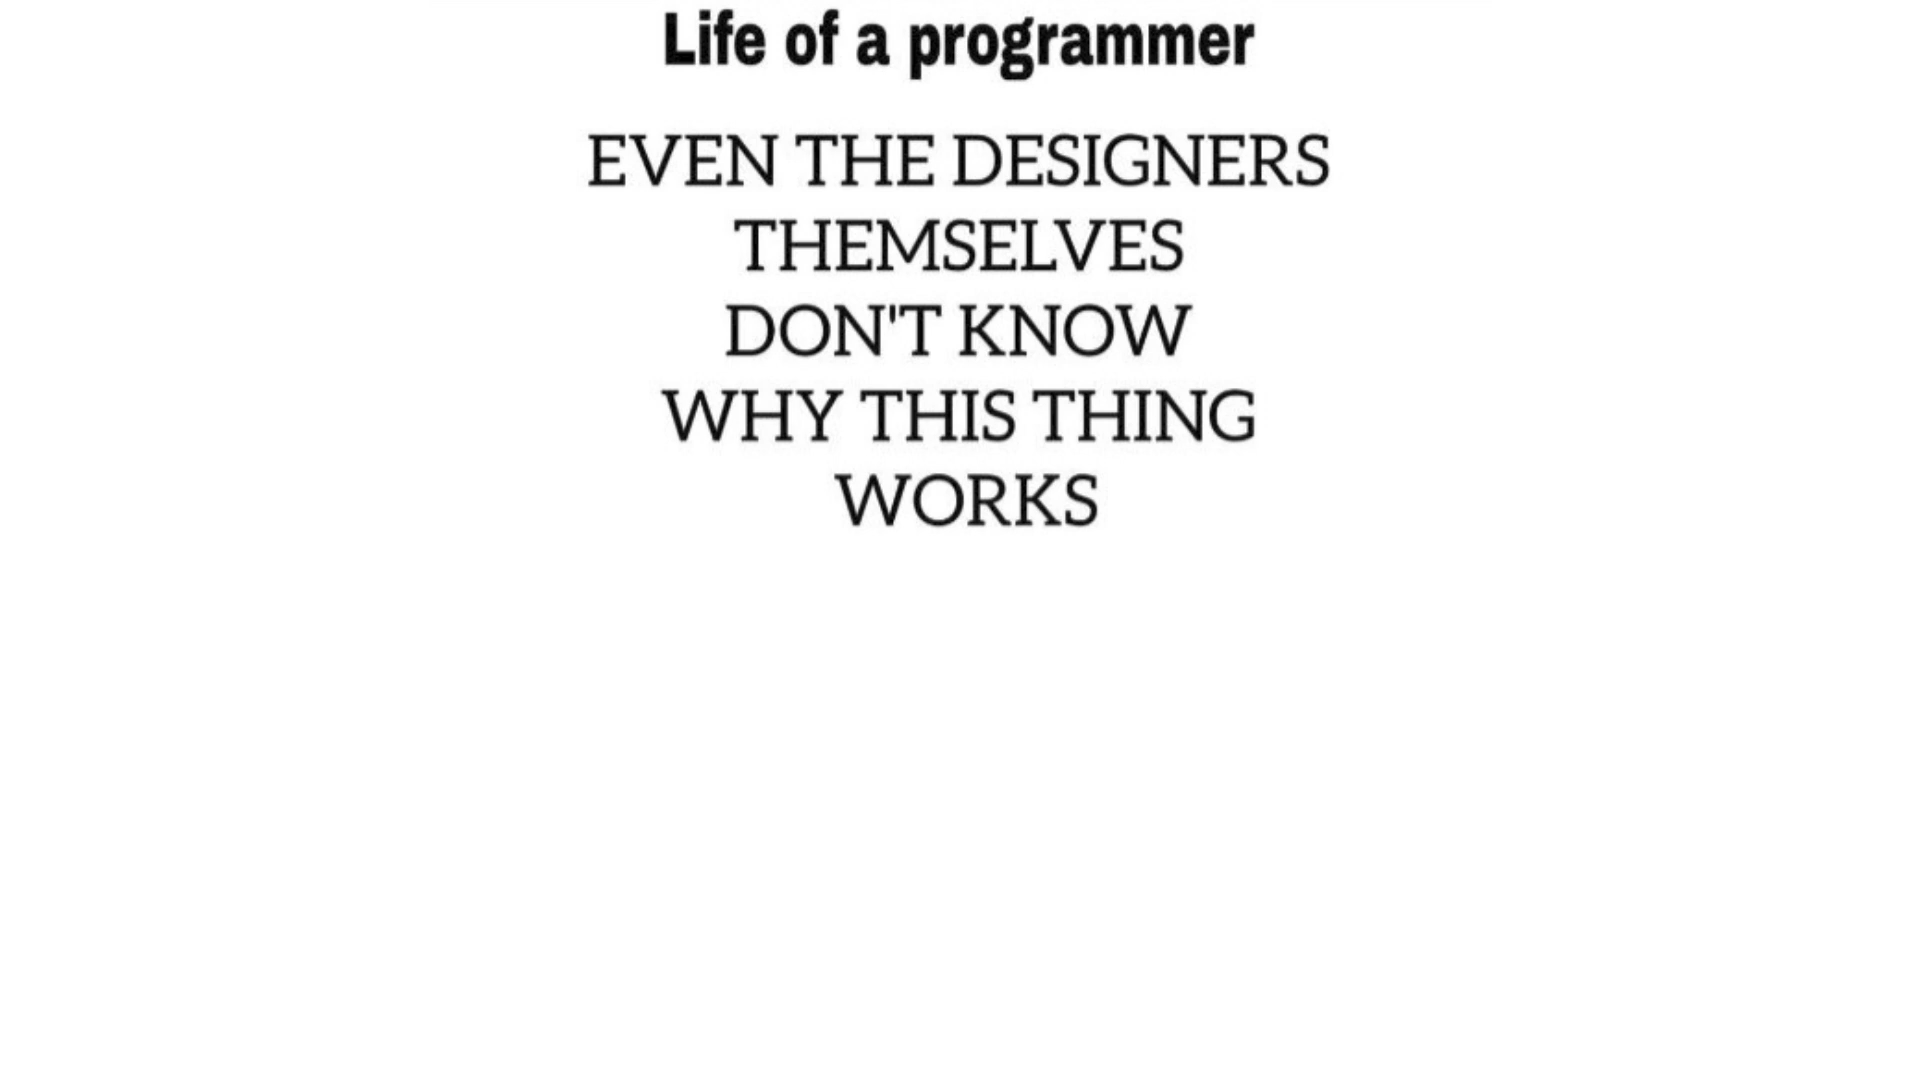 Life of a programmer
EVEN THE DESIGNERS
THEMSELVES
DON'T KNOW
WHY THIS THING
WORKS